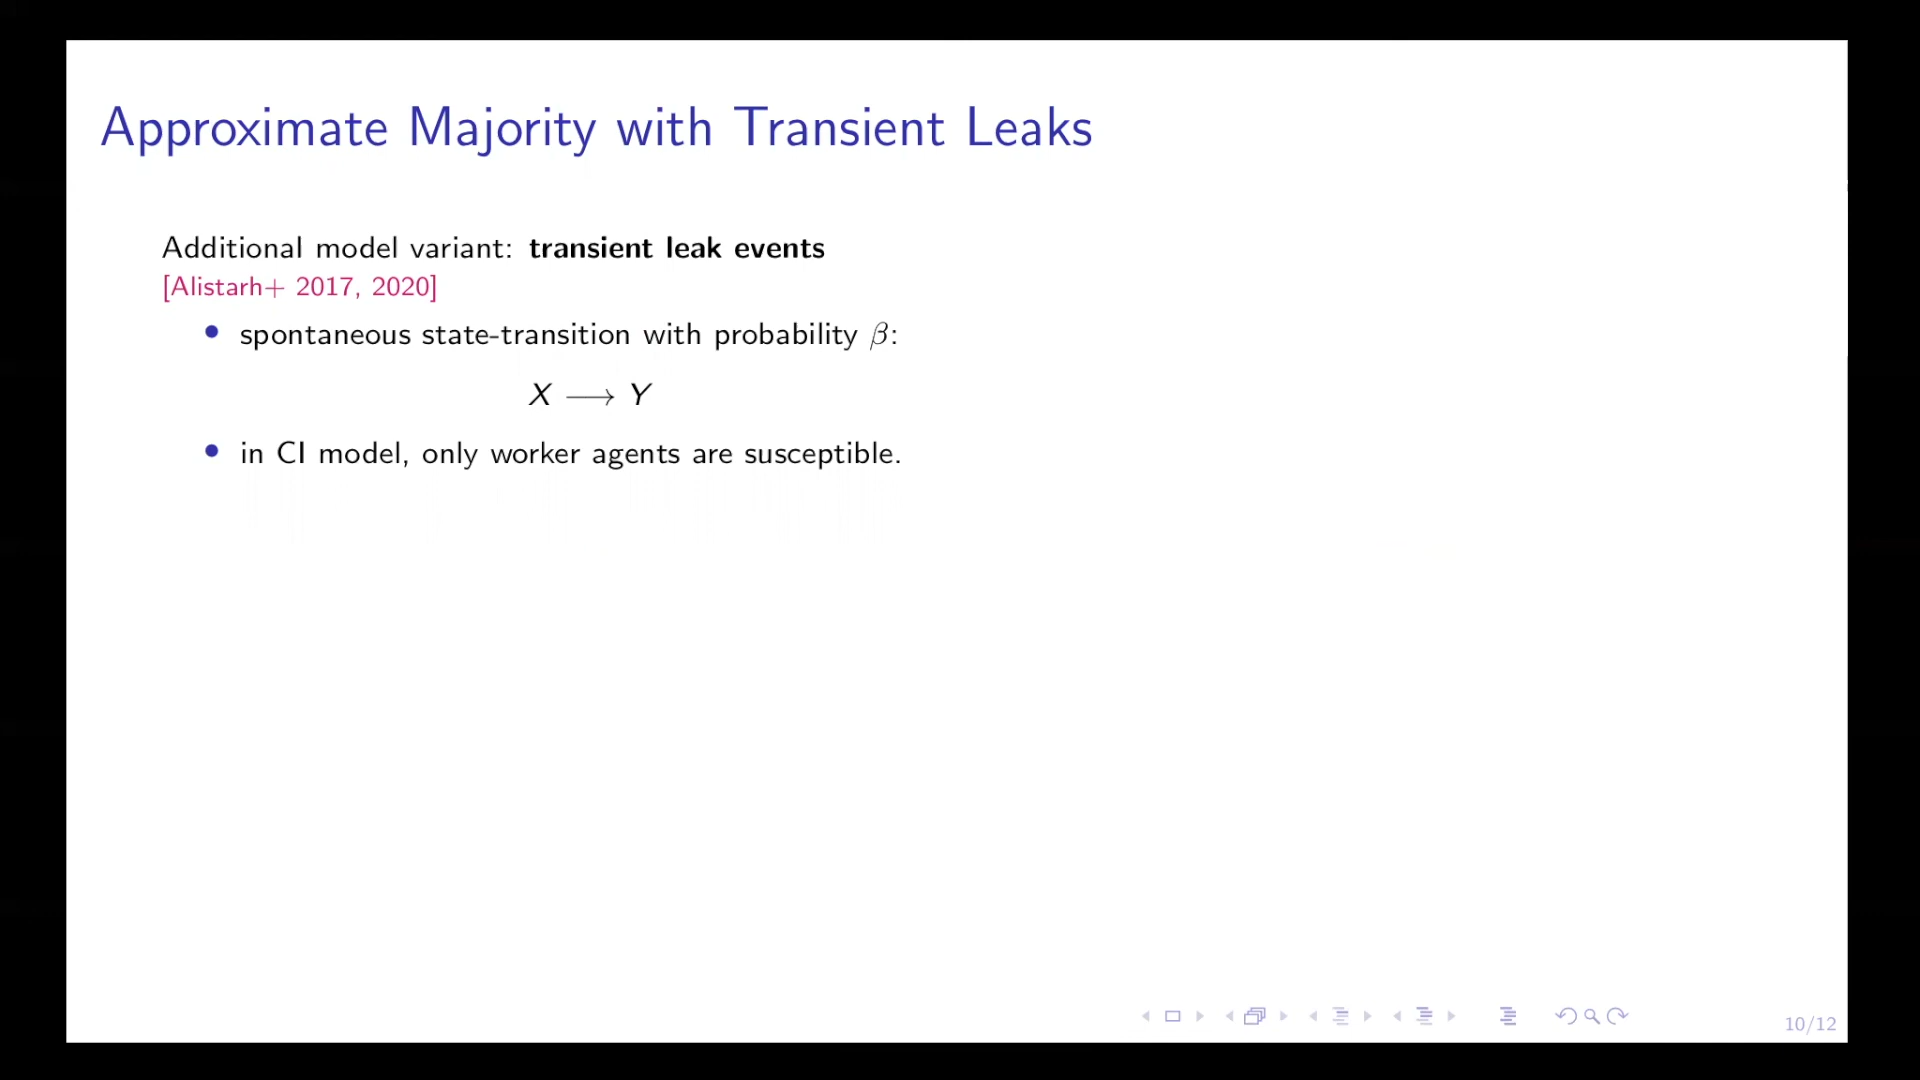 Approximate Majority with Transient Leaks
Additional model variant: transient leak events
[Alistarh+ 2017, 2020]
• spontaneous state-transition with probability β:
X ⟶ Y
• in CI model, only worker agents are susceptible.
10/12